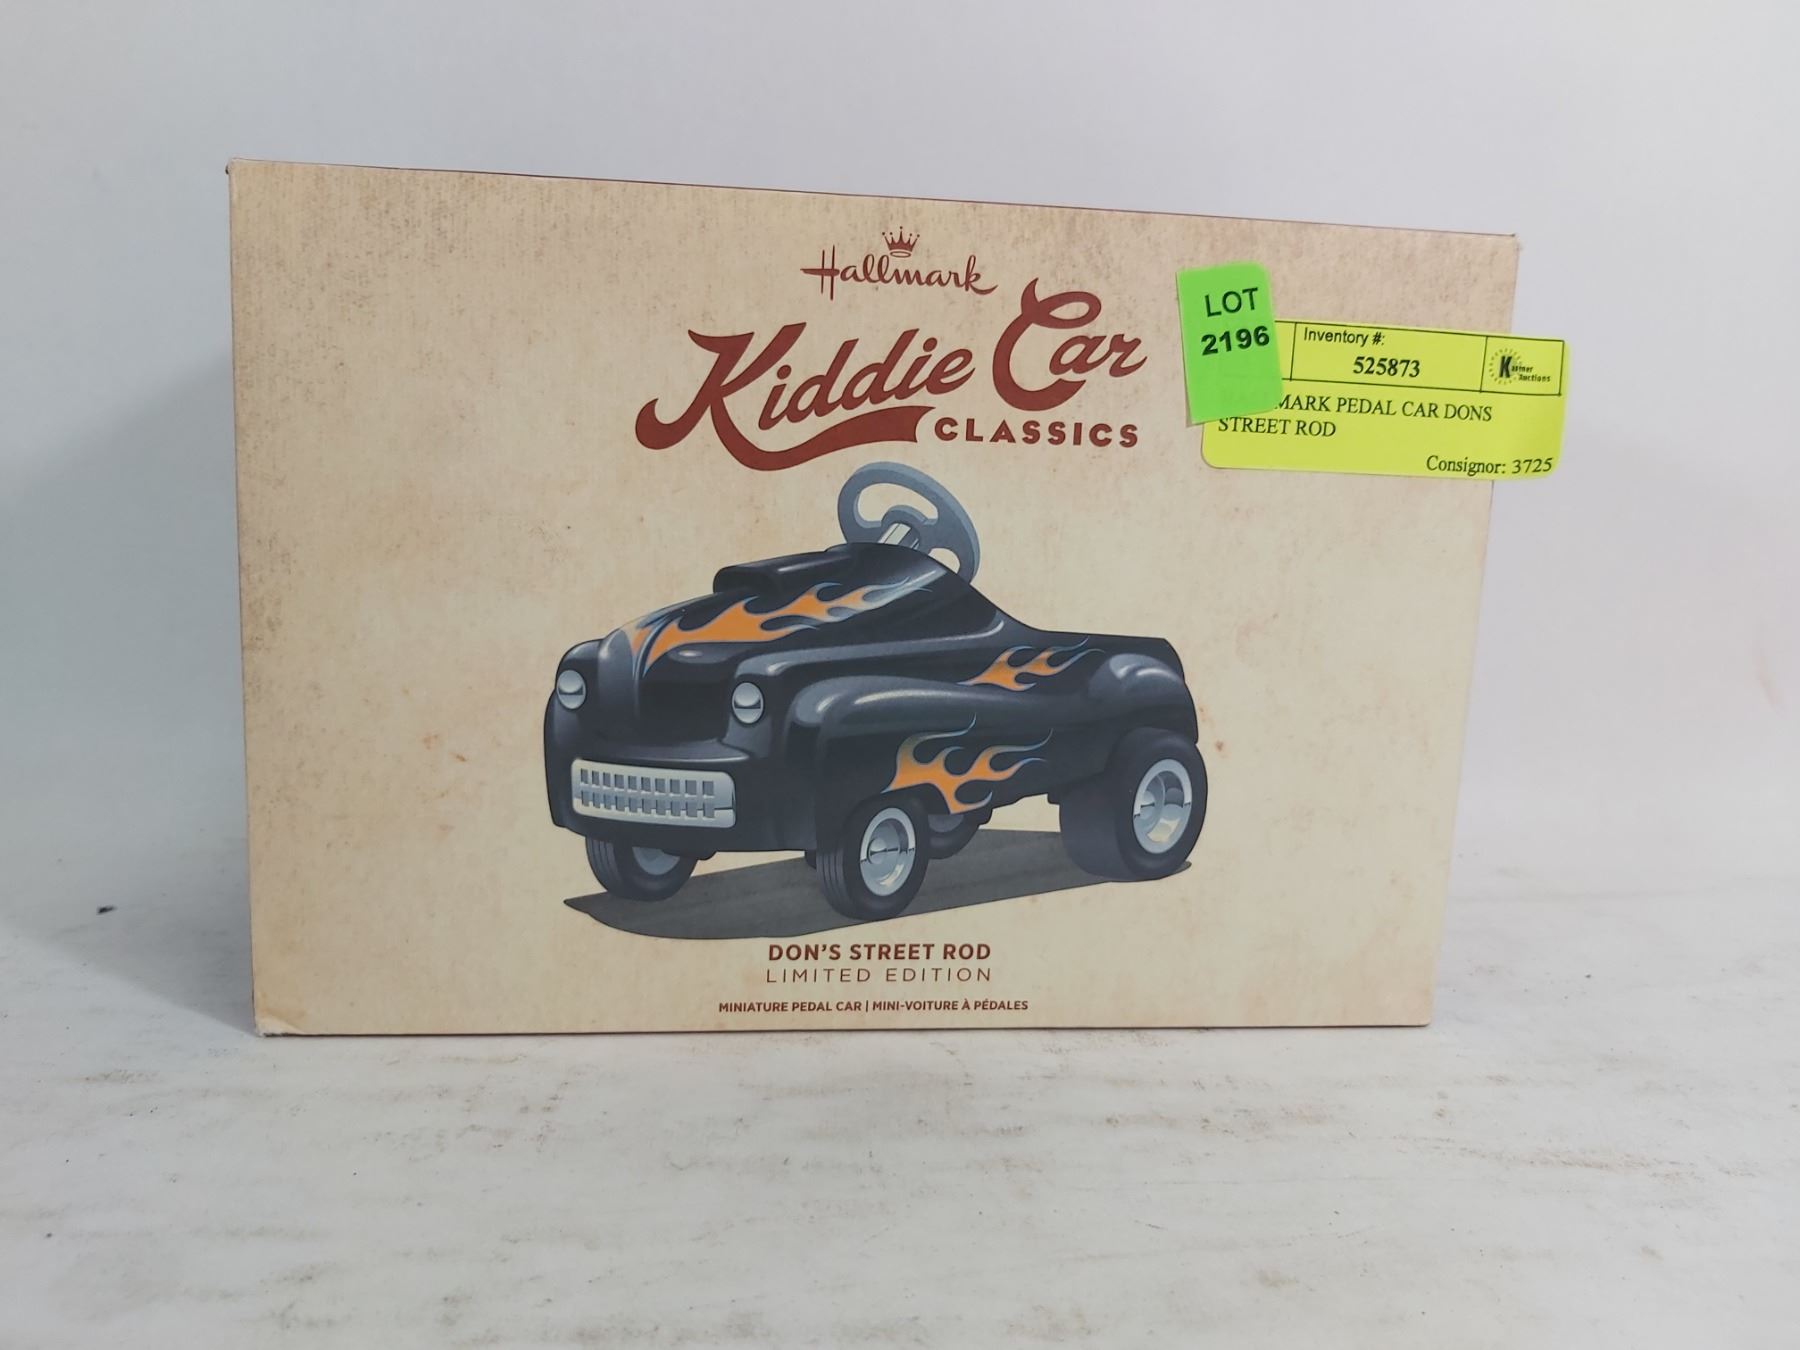 Hallmark
Kiddie Car
CLASSICS
LOT
2196
Inventory #:
525873
MARK PEDAL CAR DONS
STREET ROD
Consignor: 3725
DON'S STREET ROD
LIMITED EDITION
MINIATURE PEDAL CAR | MINI-VOITURE À PÉDALES